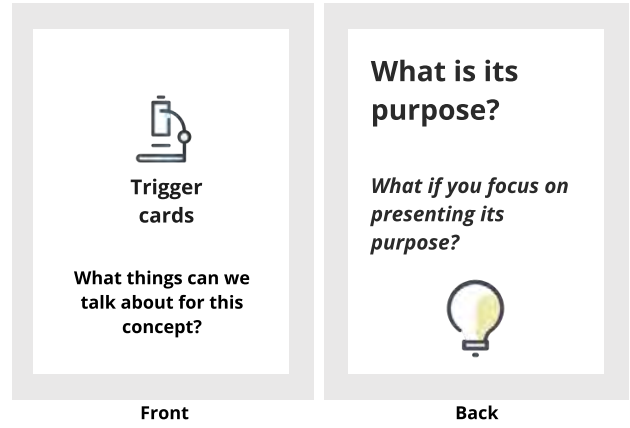 Trigger
cards
What things can we
talk about for this
concept?
Front
What is its
purpose?
What if you focus on
presenting its
purpose?
Back